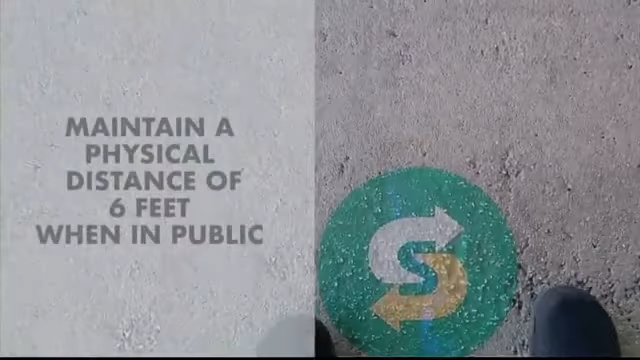 MAINTAIN A
PHYSICAL
DISTANCE OF
6 FEET
WHEN IN PUBLIC
S